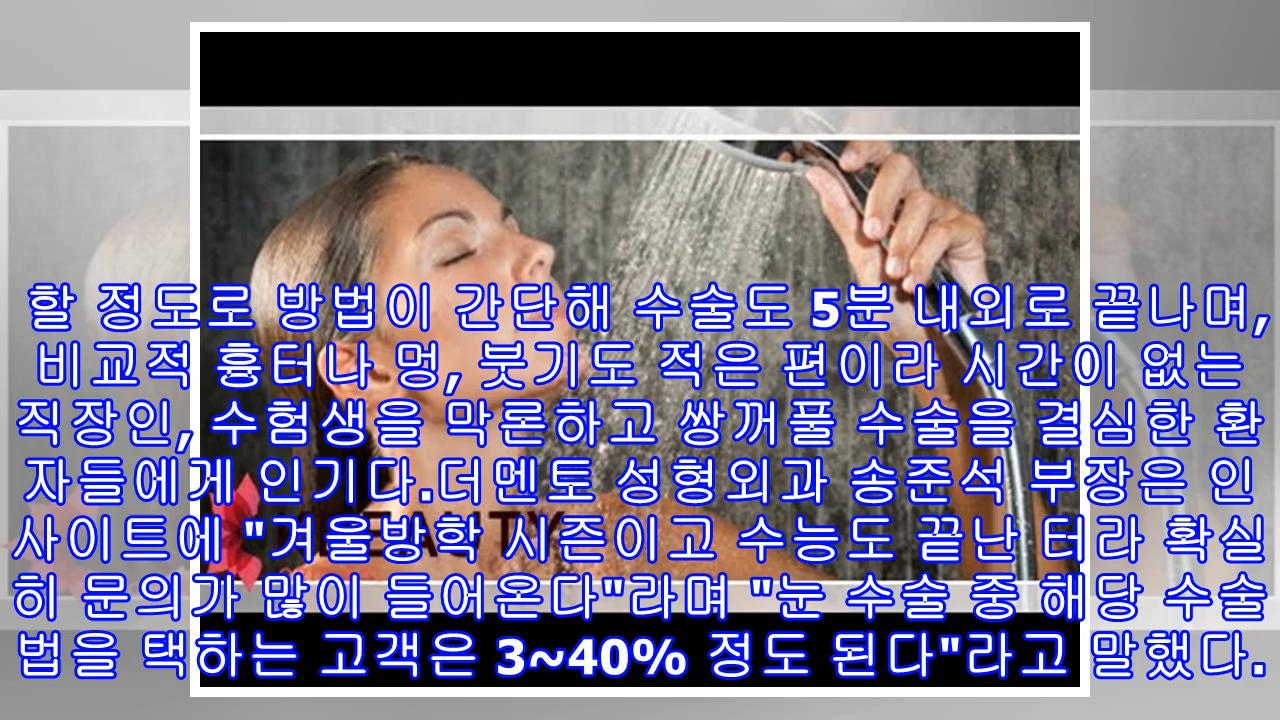 할 정도로 방법이 간단해 수술도 5분 내외로 끝나며,
비교적 흉터나 멍, 붓기도 적은 편이라 시간이 없는
직장인, 수험생을 막론하고 쌍꺼풀 수술을 결심한 환
자들에게 인기다.더멘토 성형외과 송준석 부장은 인
사이트에 "겨울방학 시즌이고 수능도 끝난 터라 확실
히 문의가 많이 들어온다"라며 "눈 수술 중 해당 수술
법을 택하는 고객은 3~40% 정도 된다"라고 말했다.
BEAUTY